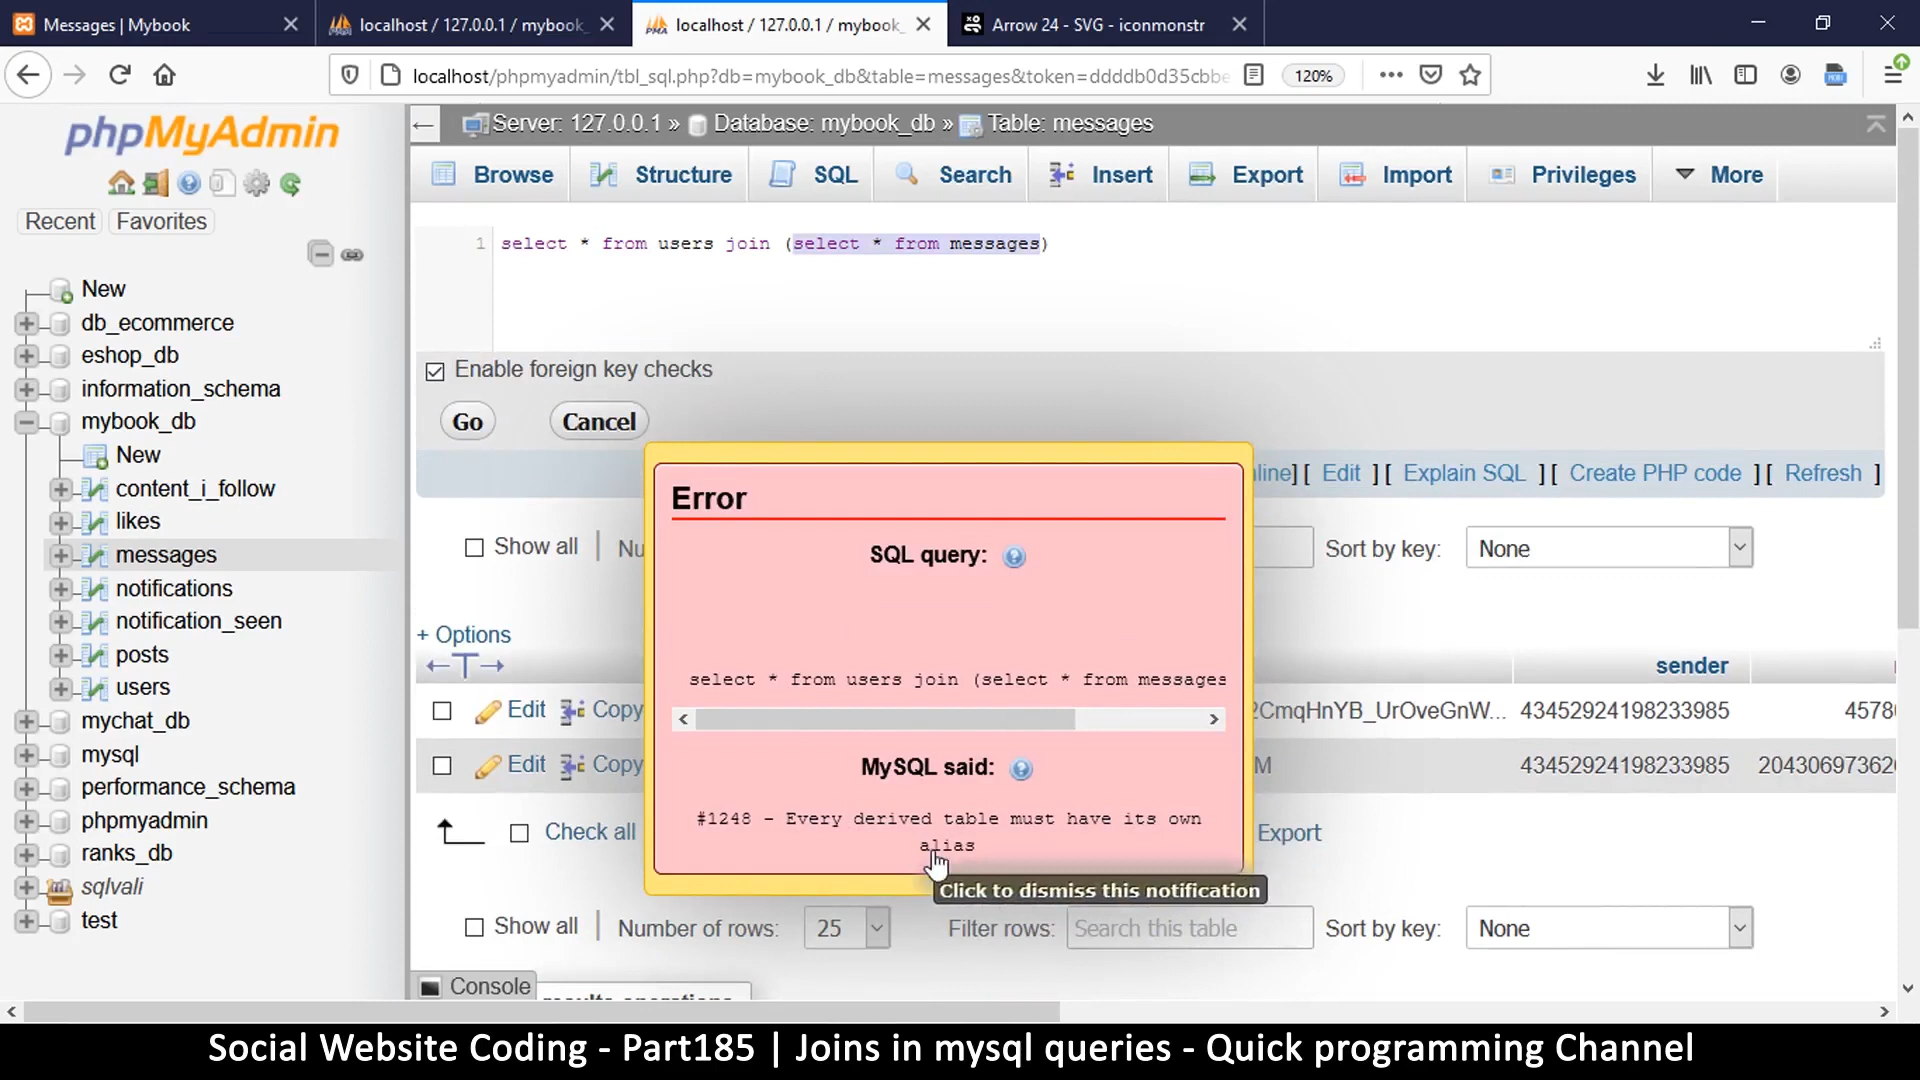 Messages | Mybook
localhost / 127.0.0.1 / mybook_
localhost / 127.0.0.1 / mybook_
Arrow 24 - SVG - iconmonstr
localhost/phpmyadmin/tbl_sql.php?db=mybook_db&table=messages&token=ddddb0d35cbbe
120%
phpMyAdmin
Recent
Favorites
New
db_ecommerce
eshop_db
information_schema
mybook_db
New
content_i_follow
likes
messages
notifications
notification_seen
posts
users
mychat_db
mysql
performance_schema
phpmyadmin
ranks_db
sqlvali
test
Server: 127.0.0.1 » Database: mybook_db » Table: messages
Browse Structure SQL Search Insert Export Import Privileges More
1 select * from users join (select * from messages)
Enable foreign key checks
Go Cancel
line] [ Edit ] [ Explain SQL ] [ Create PHP code ] [ Refresh ]
Show all | Nu
Sort by key: None
+ Options
sender
Edit Copy
2CmqHnYB_UrOveGnW... 43452924198233985 4578
Edit Copy
M 43452924198233985 20430697362
Check all
Export
Error
SQL query:
select * from users join (select * from messages
MySQL said:
#1248 - Every derived table must have its own
alias
Click to dismiss this notification
Show all | Number of rows: 25 Filter rows: Search this table Sort by key: None
Console
Social Website Coding - Part185 | Joins in mysql queries - Quick programming Channel